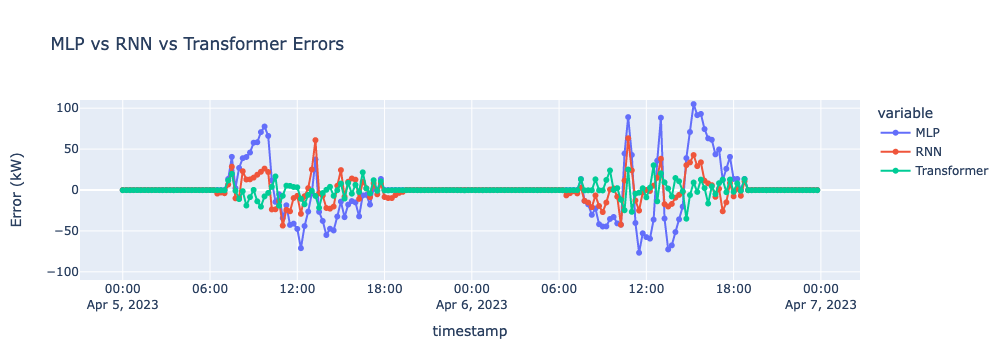 MLP vs RNN vs Transformer Errors
variable
MLP
RNN
Transformer
Error (kW)
100
50
0
−50
−100
00:00 06:00 12:00 18:00 00:00 06:00 12:00 18:00 00:00
Apr 5, 2023 Apr 6, 2023 Apr 7, 2023
timestamp